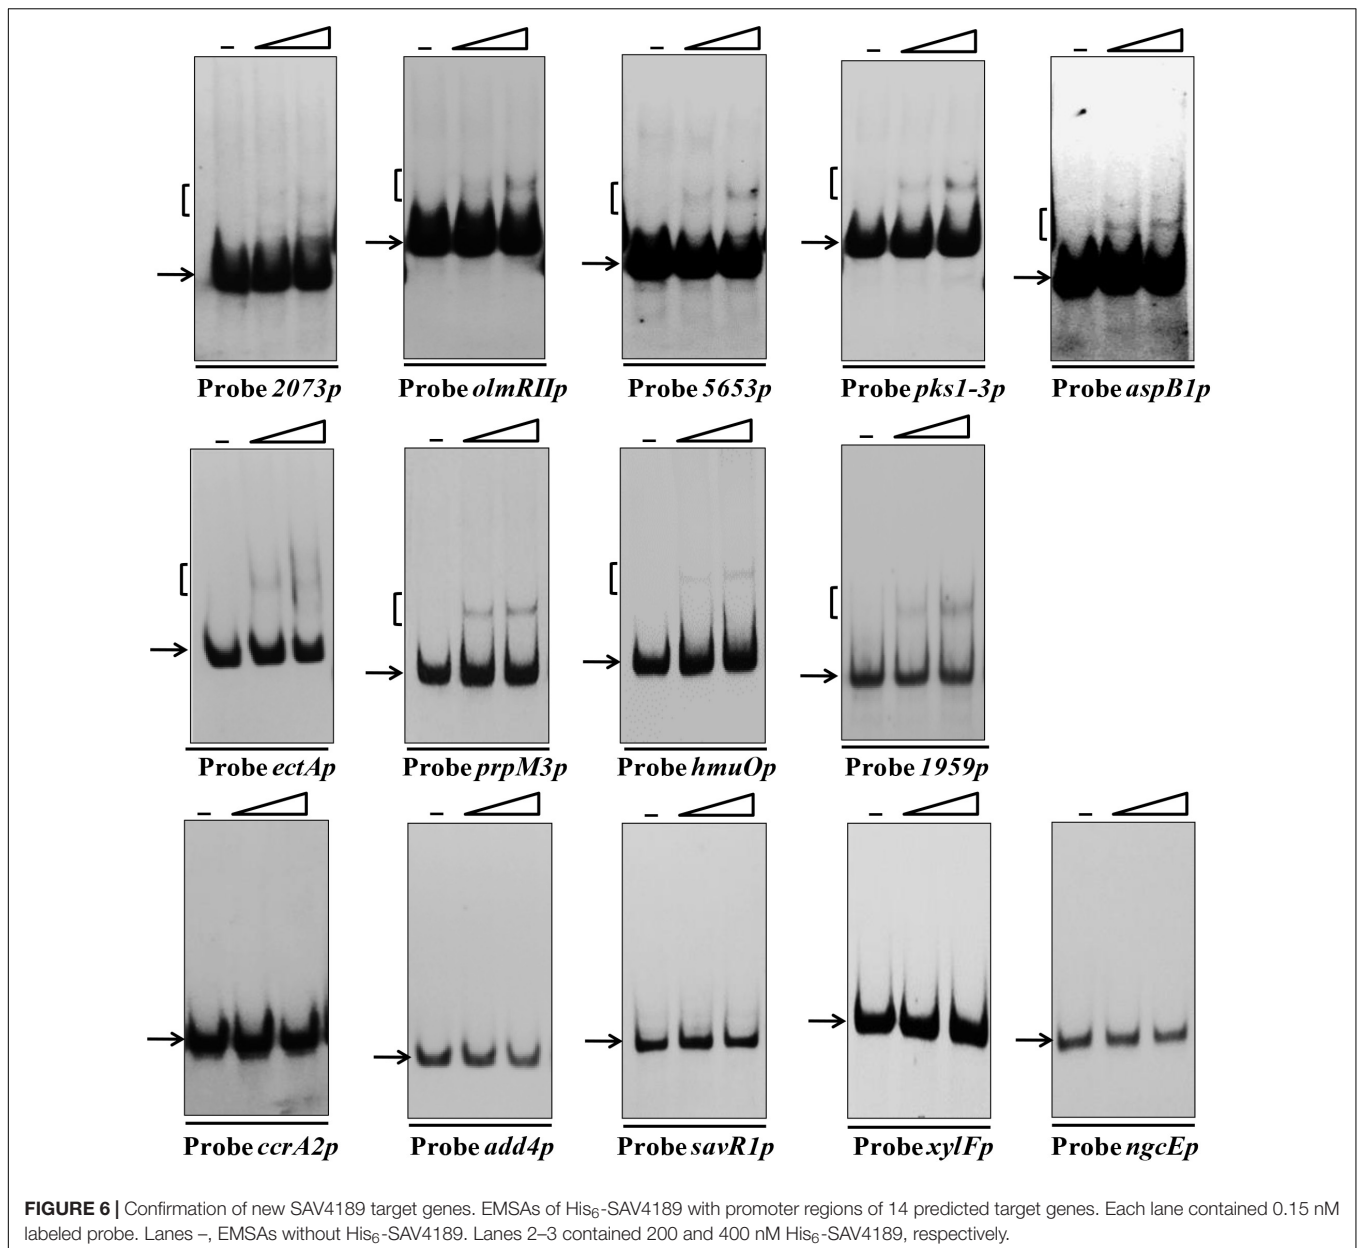 – – – – –
Probe 2073p Probe olmRIIp Probe 5653p Probe pks1-3p Probe aspB1p
– – – –
Probe ectAp Probe prpM3p Probe hmuOp Probe 1959p
– – – – –
Probe ccrA2p Probe add4p Probe savR1p Probe xylFp Probe ngcEp
FIGURE 6 | Confirmation of new SAV4189 target genes. EMSAs of His6-SAV4189 with promoter regions of 14 predicted target genes. Each lane contained 0.15 nM
labeled probe. Lanes –, EMSAs without His6-SAV4189. Lanes 2–3 contained 200 and 400 nM His6-SAV4189, respectively.